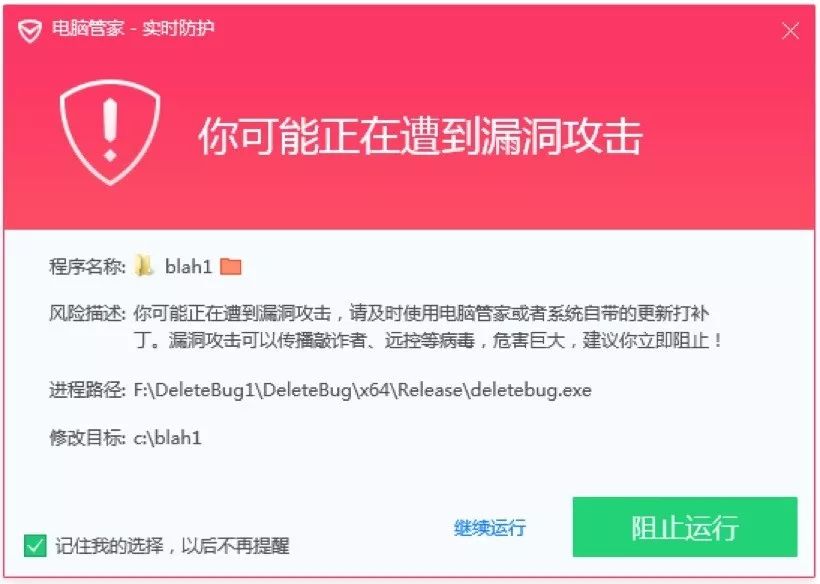 电脑管家 - 实时防护
你可能正在遭到漏洞攻击
程序名称: blah1
风险描述: 你可能正在遭到漏洞攻击，请及时使用电脑管家或者系统自带的更新打补
丁。漏洞攻击可以传播敲诈者、远控等病毒，危害巨大，建议你立即阻止！
进程路径: F:\DeleteBug1\DeleteBug\x64\Release\deletebug.exe
修改目标: c:\blah1
记住我的选择，以后不再提醒
继续运行
阻止运行